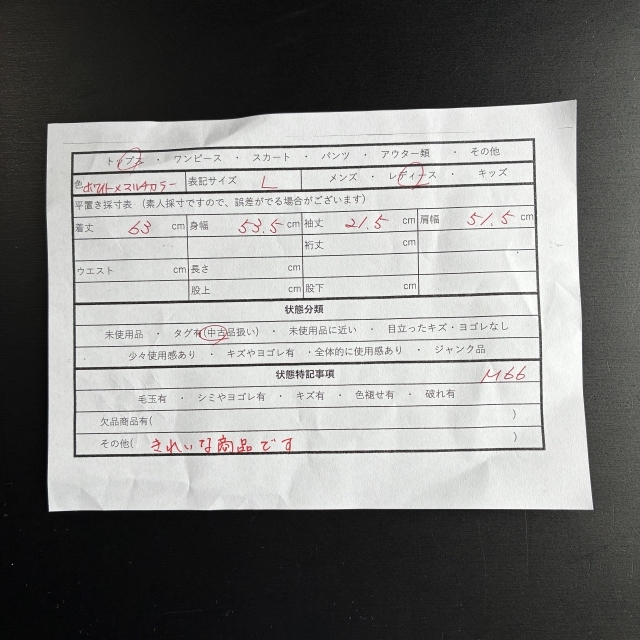 トップス ・ ワンピース ・ スカート ・ パンツ ・ アウター類 ・ その他
色 ホワイト×マルチカラー 表記サイズ L メンズ ・ レディース ・ キッズ
平置き採寸表 （素人採寸ですので、誤差がでる場合がございます）
着丈 63 cm 身幅 53.5 cm 袖丈 21.5 cm 肩幅 51.5 cm
裄丈 cm
ウエスト cm 長さ cm
股上 cm 股下 cm
状態分類
未使用品 ・ タグ有(中古品扱い) ・ 未使用品に近い ・ 目立ったキズ・ヨゴレなし
少々使用感あり ・ キズやヨゴレ有 ・全体的に使用感あり ・ ジャンク品
状態特記事項 M66
毛玉有 ・ シミやヨゴレ有 ・ キズ有 ・ 色褪せ有 ・ 破れ有
欠品商品有( )
その他( きれいな商品です )